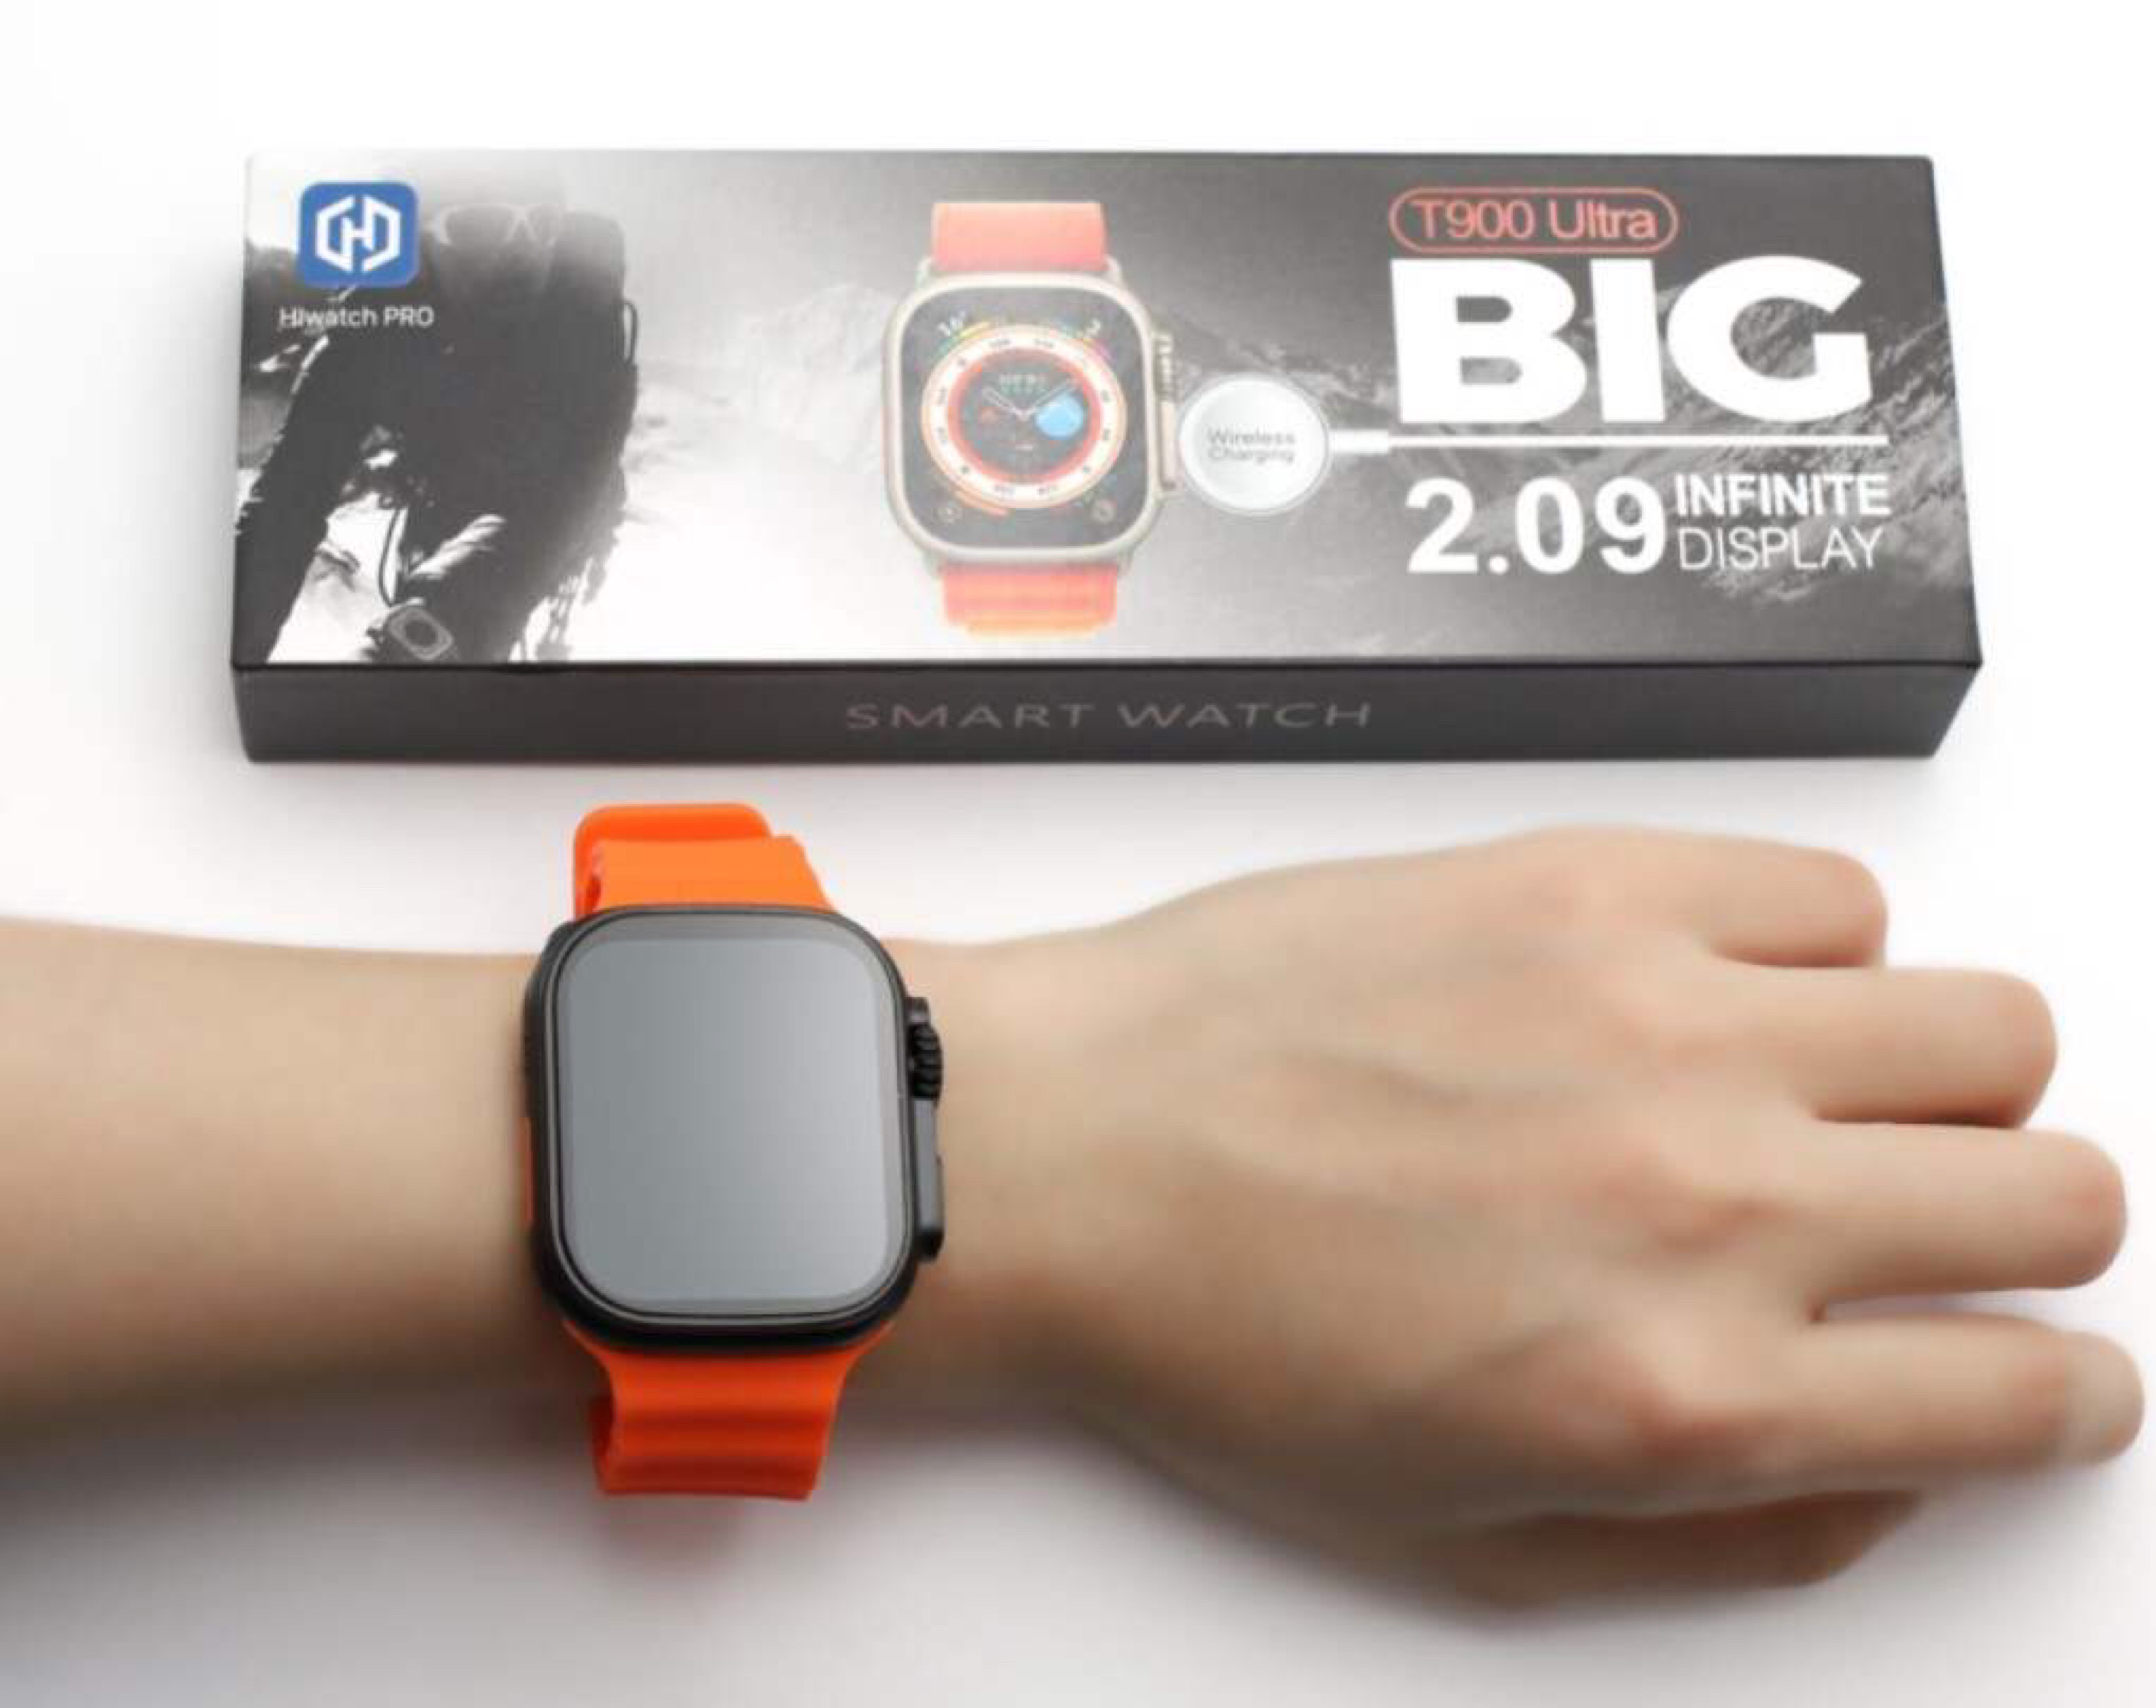 Hiwatch PRO
T900 Ultra
BIG
Wireless
Charging
2.09 INFINITE
DISPLAY
SMART WATCH